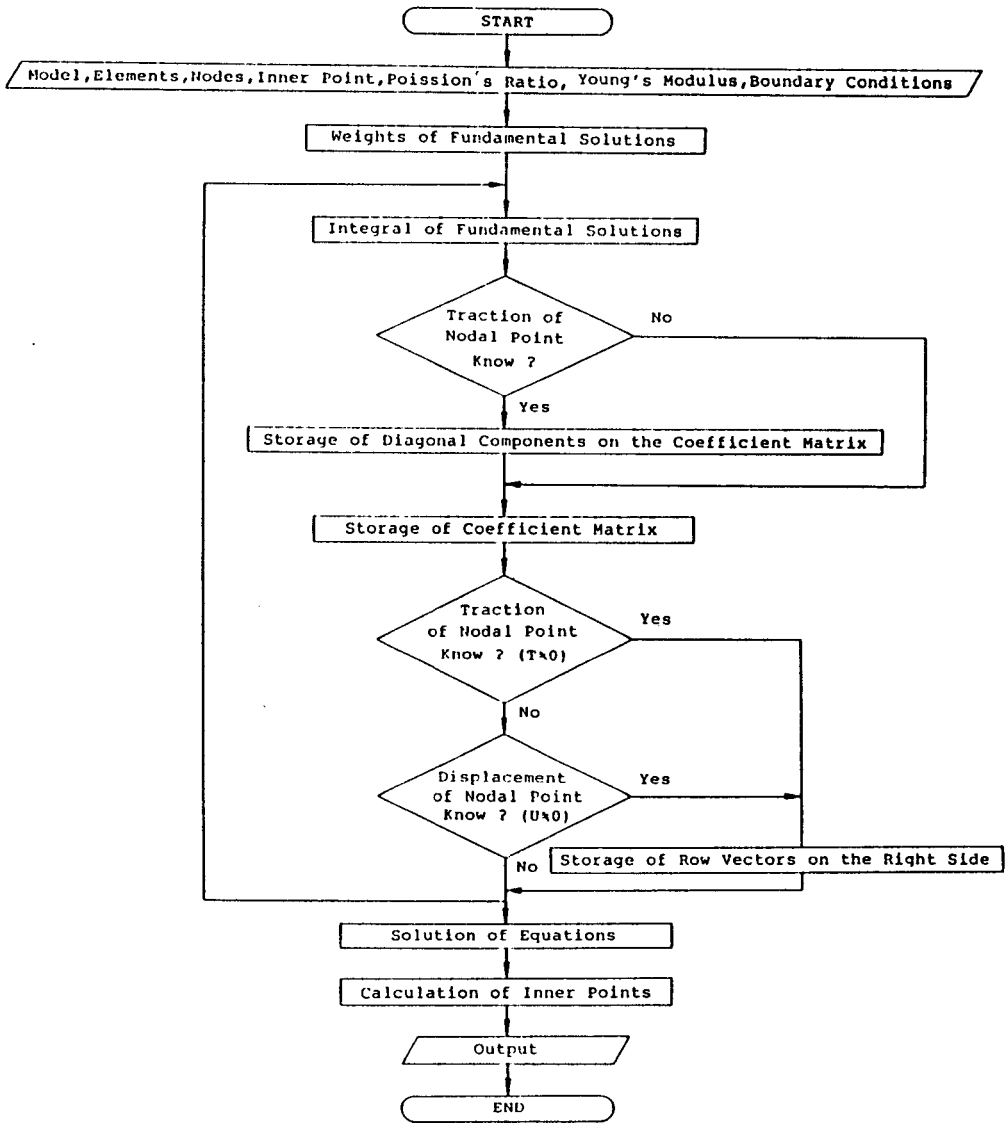 START
Model,Elements,Nodes,Inner Point,Poission's Ratio, Young's Modulus,Boundary Conditions
Weights of Fundamental Solutions
Integral of Fundamental Solutions
Traction of
Nodal Point
Know ?
No
Yes
Storage of Diagonal Components on the Coefficient Matrix
Storage of Coefficient Matrix
Traction
of Nodal Point
Know ? (T≠0)
Yes
No
Displacement
of Nodal Point
Know ? (U≠0)
Yes
No
Storage of Row Vectors on the Right Side
Solution of Equations
Calculation of Inner Points
Output
END